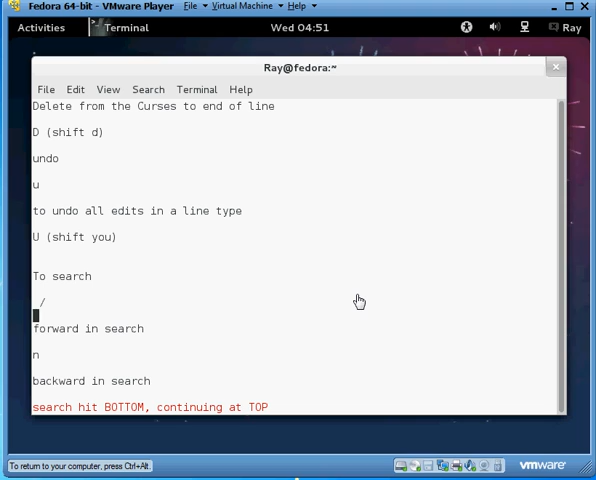 Fedora 64-bit - VMware Player File Virtual Machine Help
Activities Terminal Wed 04:51 Ray
Ray@fedora:~
File Edit View Search Terminal Help
Delete from the Curses to end of line
D (shift d)
undo
u
to undo all edits in a line type
U (shift you)
To search
/
forward in search
n
backward in search
search hit BOTTOM, continuing at TOP
To return to your computer, press Ctrl+Alt.
vmware